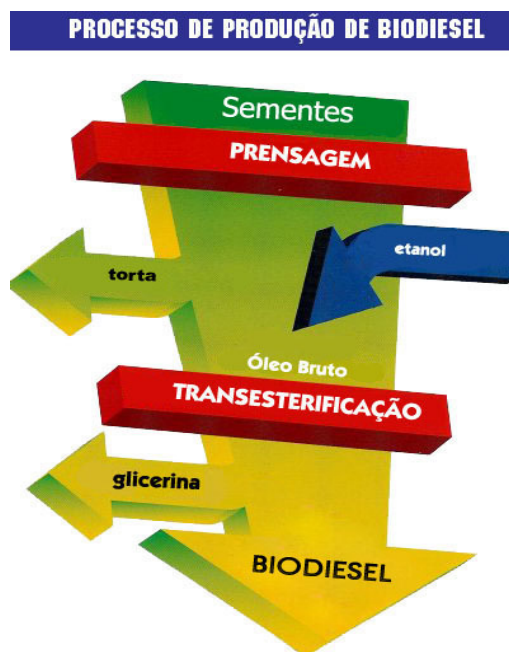 PROCESSO DE PRODUÇÃO DE BIODIESEL
Sementes
PRENSAGEM
etanol
torta
Óleo Bruto
TRANSESTERIFICAÇÃO
glicerina
BIODIESEL